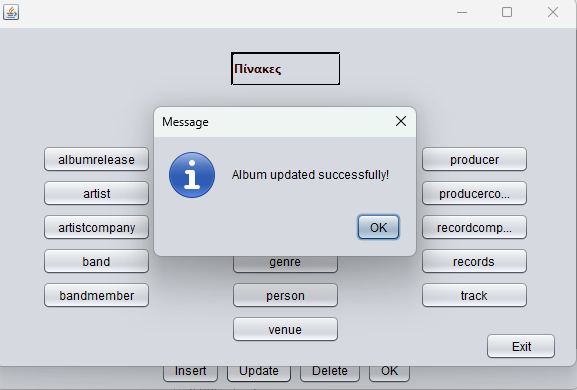 Πίνακες
Message
Album updated successfully!
OK
albumrelease
artist
artistcompany
band
bandmember
genre
person
venue
producer
producerco...
recordcomp...
records
track
Exit
Insert
Update
Delete
OK